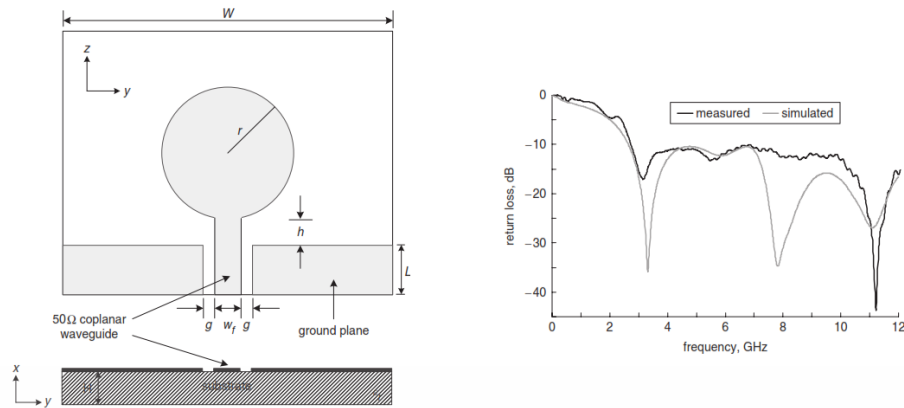 W
z
y
r
h
L
g
w_f
g
50Ω coplanar
waveguide
ground plane
x
y
H
substrate
ε_r
0
−10
−20
−30
−40
return loss, dB
measured
simulated
0
2
4
6
8
10
12
frequency, GHz